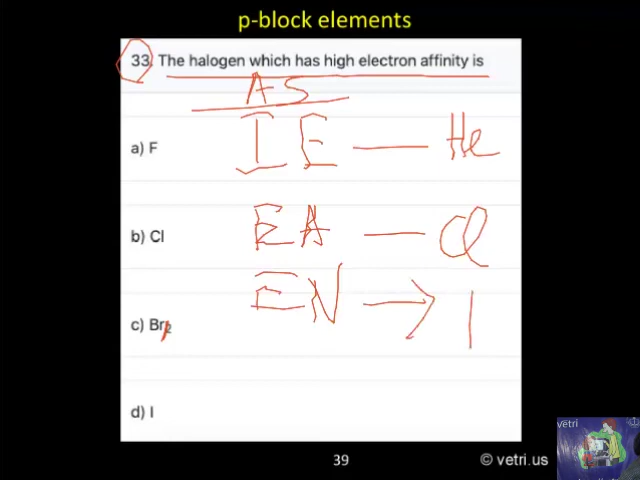 p-block elements
33. The halogen which has high electron affinity is
AS
a) F IE — He
b) Cl EA — Cl
EN →
c) Br2
d) I
39
© vetri.us
vetri